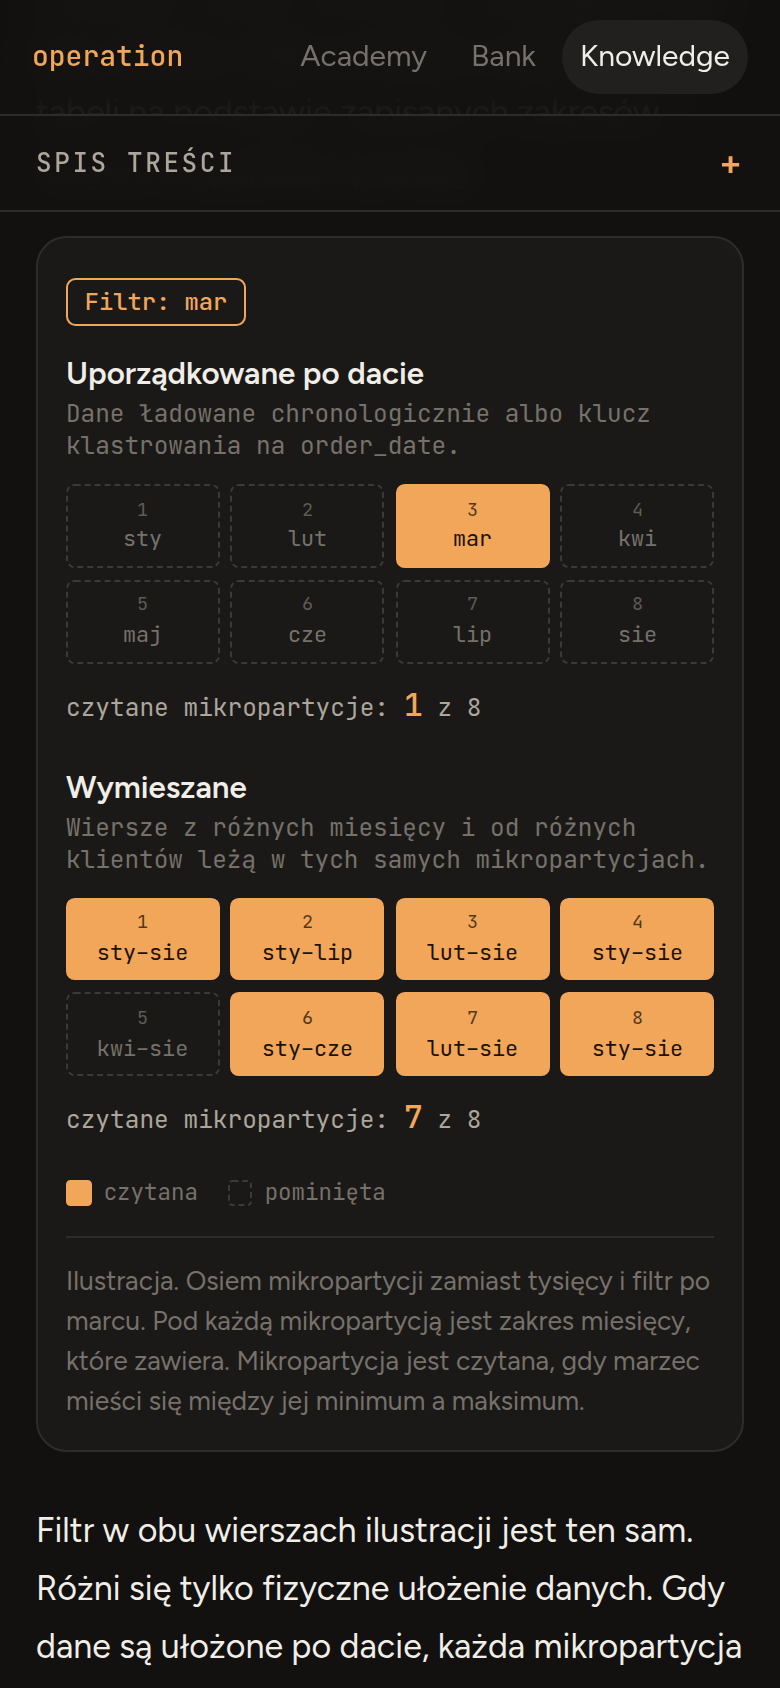 operation Academy Bank Knowledge
tabeli na podstawie zapisanych zakresów
SPIS TREŚCI +
Filtr: mar
Uporządkowane po dacie
Dane ładowane chronologicznie albo klucz
klastrowania na order_date.
1 2 3 4
sty lut mar kwi
5 6 7 8
maj cze lip sie
czytane mikropartycje: 1 z 8
Wymieszane
Wiersze z różnych miesięcy i od różnych
klientów leżą w tych samych mikropartycjach.
1 2 3 4
sty–sie sty–lip lut–sie sty–sie
5 6 7 8
kwi–sie sty–cze lut–sie sty–sie
czytane mikropartycje: 7 z 8
czytana pominięta
Ilustracja. Osiem mikropartycji zamiast tysięcy i filtr po
marcu. Pod każdą mikropartycją jest zakres miesięcy,
które zawiera. Mikropartycja jest czytana, gdy marzec
mieści się między jej minimum a maksimum.
Filtr w obu wierszach ilustracji jest ten sam.
Różni się tylko fizyczne ułożenie danych. Gdy
dane są ułożone po dacie, każda mikropartycja